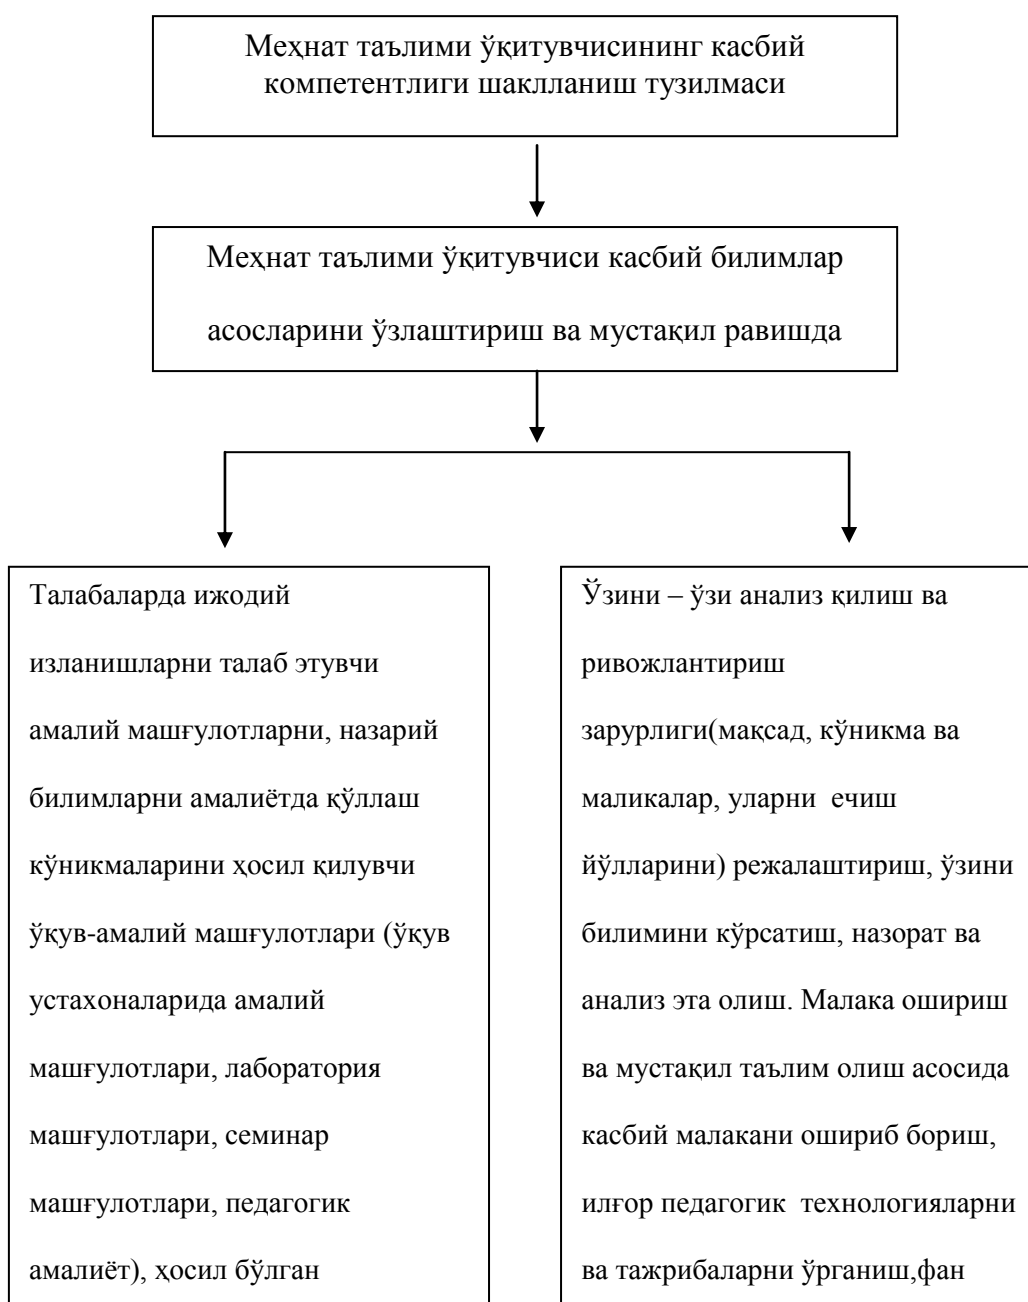 Меҳнат таълими ўқитувчисининг касбий
компетентлиги шаклланиш тузилмаси
Меҳнат таълими ўқитувчиси касбий билимлар
асосларини ўзлаштириш ва мустақил равишда
Талабаларда ижодий
изланишларни талаб этувчи
амалий машғулотларни, назарий
билимларни амалиётда қўллаш
кўникмаларини ҳосил қилувчи
ўқув-амалий машғулотлари (ўқув
устахоналарида амалий
машғулотлари, лаборатория
машғулотлари, семинар
машғулотлари, педагогик
амалиёт), ҳосил бўлган
Ўзини – ўзи анализ қилиш ва
ривожлантириш
зарурлиги(мақсад, кўникма ва
маликалар, уларни ечиш
йўлларини) режалаштириш, ўзини
билимини кўрсатиш, назорат ва
анализ эта олиш. Малака ошириш
ва мустақил таълим олиш асосида
касбий малакани ошириб бориш,
илғор педагогик технологияларни
ва тажрибаларни ўрганиш,фан